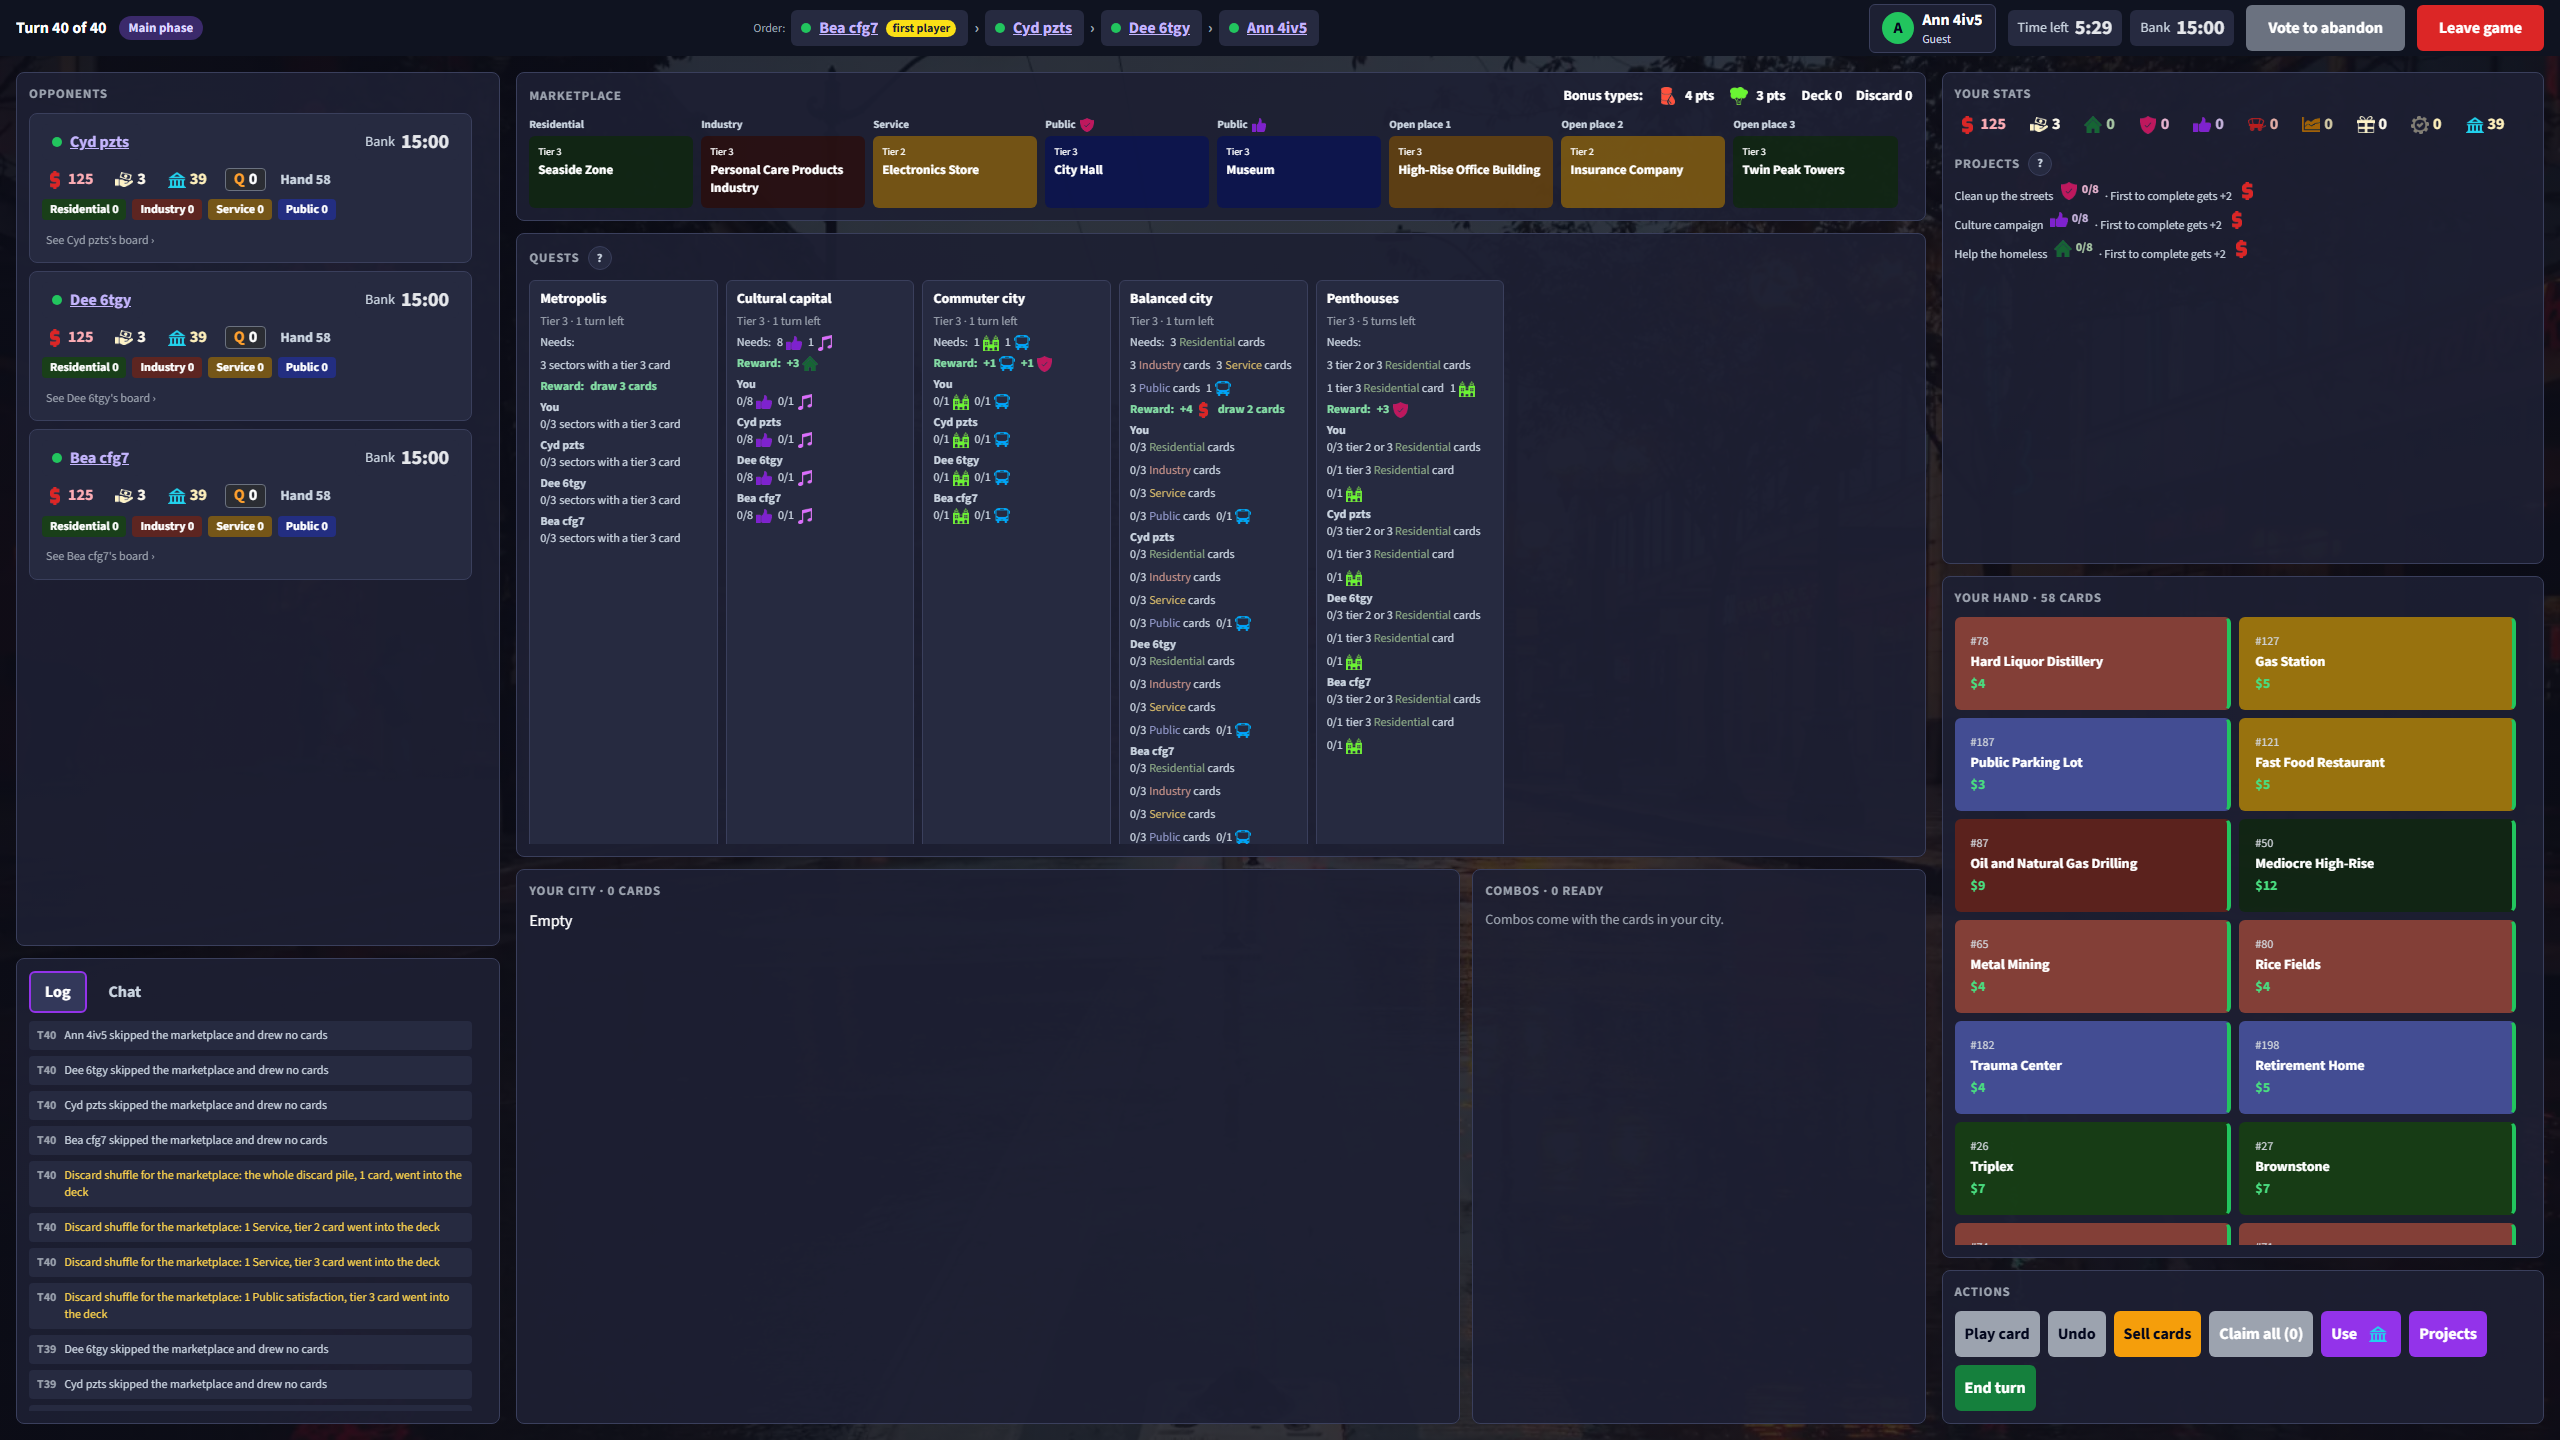 Turn 40 of 40 Main phase
Order: Bea cfg7 first player › Cyd pzts › Dee 6tgy › Ann 4iv5
A Ann 4iv5
Guest
Time left 5:29 Bank 15:00 Vote to abandon Leave game
OPPONENTS
Cyd pzts Bank 15:00
125 3 39 Q 0 Hand 58
Residential 0 Industry 0 Service 0 Public 0
See Cyd pzts's board ›
Dee 6tgy Bank 15:00
125 3 39 Q 0 Hand 58
Residential 0 Industry 0 Service 0 Public 0
See Dee 6tgy's board ›
Bea cfg7 Bank 15:00
125 3 39 Q 0 Hand 58
Residential 0 Industry 0 Service 0 Public 0
See Bea cfg7's board ›
Log Chat
T40 Ann 4iv5 skipped the marketplace and drew no cards
T40 Dee 6tgy skipped the marketplace and drew no cards
T40 Cyd pzts skipped the marketplace and drew no cards
T40 Bea cfg7 skipped the marketplace and drew no cards
T40 Discard shuffle for the marketplace: the whole discard pile, 1 card, went into the
deck
T40 Discard shuffle for the marketplace: 1 Service, tier 2 card went into the deck
T40 Discard shuffle for the marketplace: 1 Service, tier 3 card went into the deck
T40 Discard shuffle for the marketplace: 1 Public satisfaction, tier 3 card went into
the deck
T39 Dee 6tgy skipped the marketplace and drew no cards
T39 Cyd pzts skipped the marketplace and drew no cards
MARKETPLACE
Bonus types: 4 pts 3 pts Deck 0 Discard 0
Residential
Tier 3
Seaside Zone
Industry
Tier 3
Personal Care Products
Industry
Service
Tier 2
Electronics Store
Public
Tier 3
City Hall
Public
Tier 3
Museum
Open place 1
Tier 3
High-Rise Office Building
Open place 2
Tier 2
Insurance Company
Open place 3
Tier 3
Twin Peak Towers
QUESTS ?
Metropolis
Tier 3 · 1 turn left
Needs:
3 sectors with a tier 3 card
Reward: draw 3 cards
You
0/3 sectors with a tier 3 card
Cyd pzts
0/3 sectors with a tier 3 card
Dee 6tgy
0/3 sectors with a tier 3 card
Bea cfg7
0/3 sectors with a tier 3 card
Cultural capital
Tier 3 · 1 turn left
Needs: 8 1
Reward: +3
You
0/8 0/1
Cyd pzts
0/8 0/1
Dee 6tgy
0/8 0/1
Bea cfg7
0/8 0/1
Commuter city
Tier 3 · 1 turn left
Needs: 1 1
Reward: +1 +1
You
0/1 0/1
Cyd pzts
0/1 0/1
Dee 6tgy
0/1 0/1
Bea cfg7
0/1 0/1
Balanced city
Tier 3 · 1 turn left
Needs: 3 Residential cards
3 Industry cards 3 Service cards
3 Public cards 1
Reward: +4 draw 2 cards
You
0/3 Residential cards
0/3 Industry cards
0/3 Service cards
0/3 Public cards 0/1
Cyd pzts
0/3 Residential cards
0/3 Industry cards
0/3 Service cards
0/3 Public cards 0/1
Dee 6tgy
0/3 Residential cards
0/3 Industry cards
0/3 Service cards
0/3 Public cards 0/1
Bea cfg7
0/3 Residential cards
0/3 Industry cards
0/3 Service cards
0/3 Public cards 0/1
Penthouses
Tier 3 · 5 turns left
Needs:
3 tier 2 or 3 Residential cards
1 tier 3 Residential card 1
Reward: +3
You
0/3 tier 2 or 3 Residential cards
0/1 tier 3 Residential card
0/1
Cyd pzts
0/3 tier 2 or 3 Residential cards
0/1 tier 3 Residential card
0/1
Dee 6tgy
0/3 tier 2 or 3 Residential cards
0/1 tier 3 Residential card
0/1
Bea cfg7
0/3 tier 2 or 3 Residential cards
0/1 tier 3 Residential card
0/1
YOUR CITY · 0 CARDS
Empty
COMBOS · 0 READY
Combos come with the cards in your city.
YOUR STATS
125 3 0 0 0 0 0 0 0 39
PROJECTS ?
Clean up the streets 0/8 · First to complete gets +2
Culture campaign 0/8 · First to complete gets +2
Help the homeless 0/8 · First to complete gets +2
YOUR HAND · 58 CARDS
#78
Hard Liquor Distillery
$4
#127
Gas Station
$5
#187
Public Parking Lot
$3
#121
Fast Food Restaurant
$5
#87
Oil and Natural Gas Drilling
$9
#50
Mediocre High-Rise
$12
#65
Metal Mining
$4
#80
Rice Fields
$4
#182
Trauma Center
$4
#198
Retirement Home
$5
#26
Triplex
$7
#27
Brownstone
$7
ACTIONS
Play card Undo Sell cards Claim all (0) Use Projects
End turn